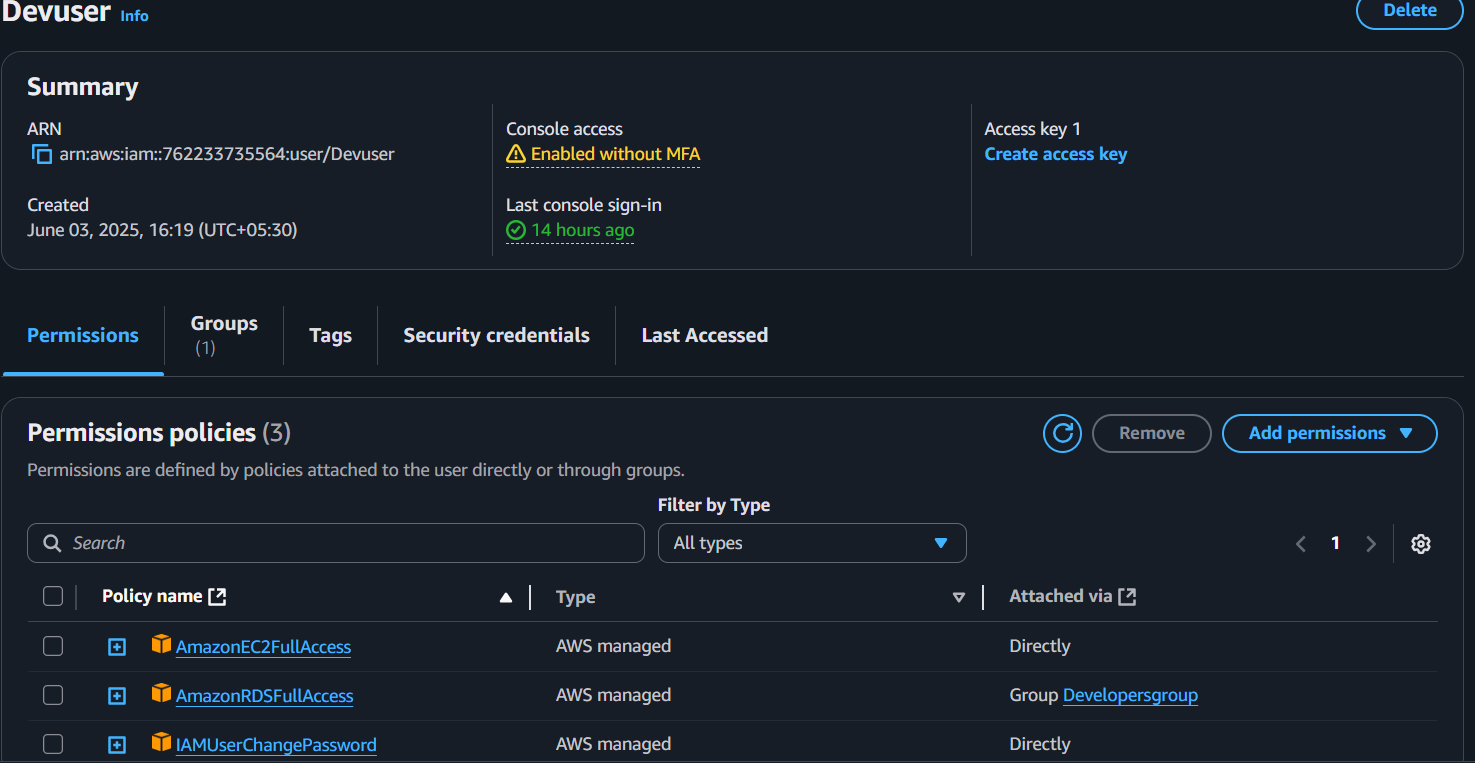 Devuser Info
Delete
Summary
ARN
arn:aws:iam::762233735564:user/Devuser
Created
June 03, 2025, 16:19 (UTC+05:30)
Console access
Enabled without MFA
Last console sign-in
14 hours ago
Access key 1
Create access key
Permissions
Groups
(1)
Tags
Security credentials
Last Accessed
Permissions policies (3)
Remove
Add permissions
Permissions are defined by policies attached to the user directly or through groups.
Filter by Type
Search
All types
1
Policy name
Type
Attached via
AmazonEC2FullAccess AWS managed Directly
AmazonRDSFullAccess AWS managed Group Developersgroup
IAMUserChangePassword AWS managed Directly